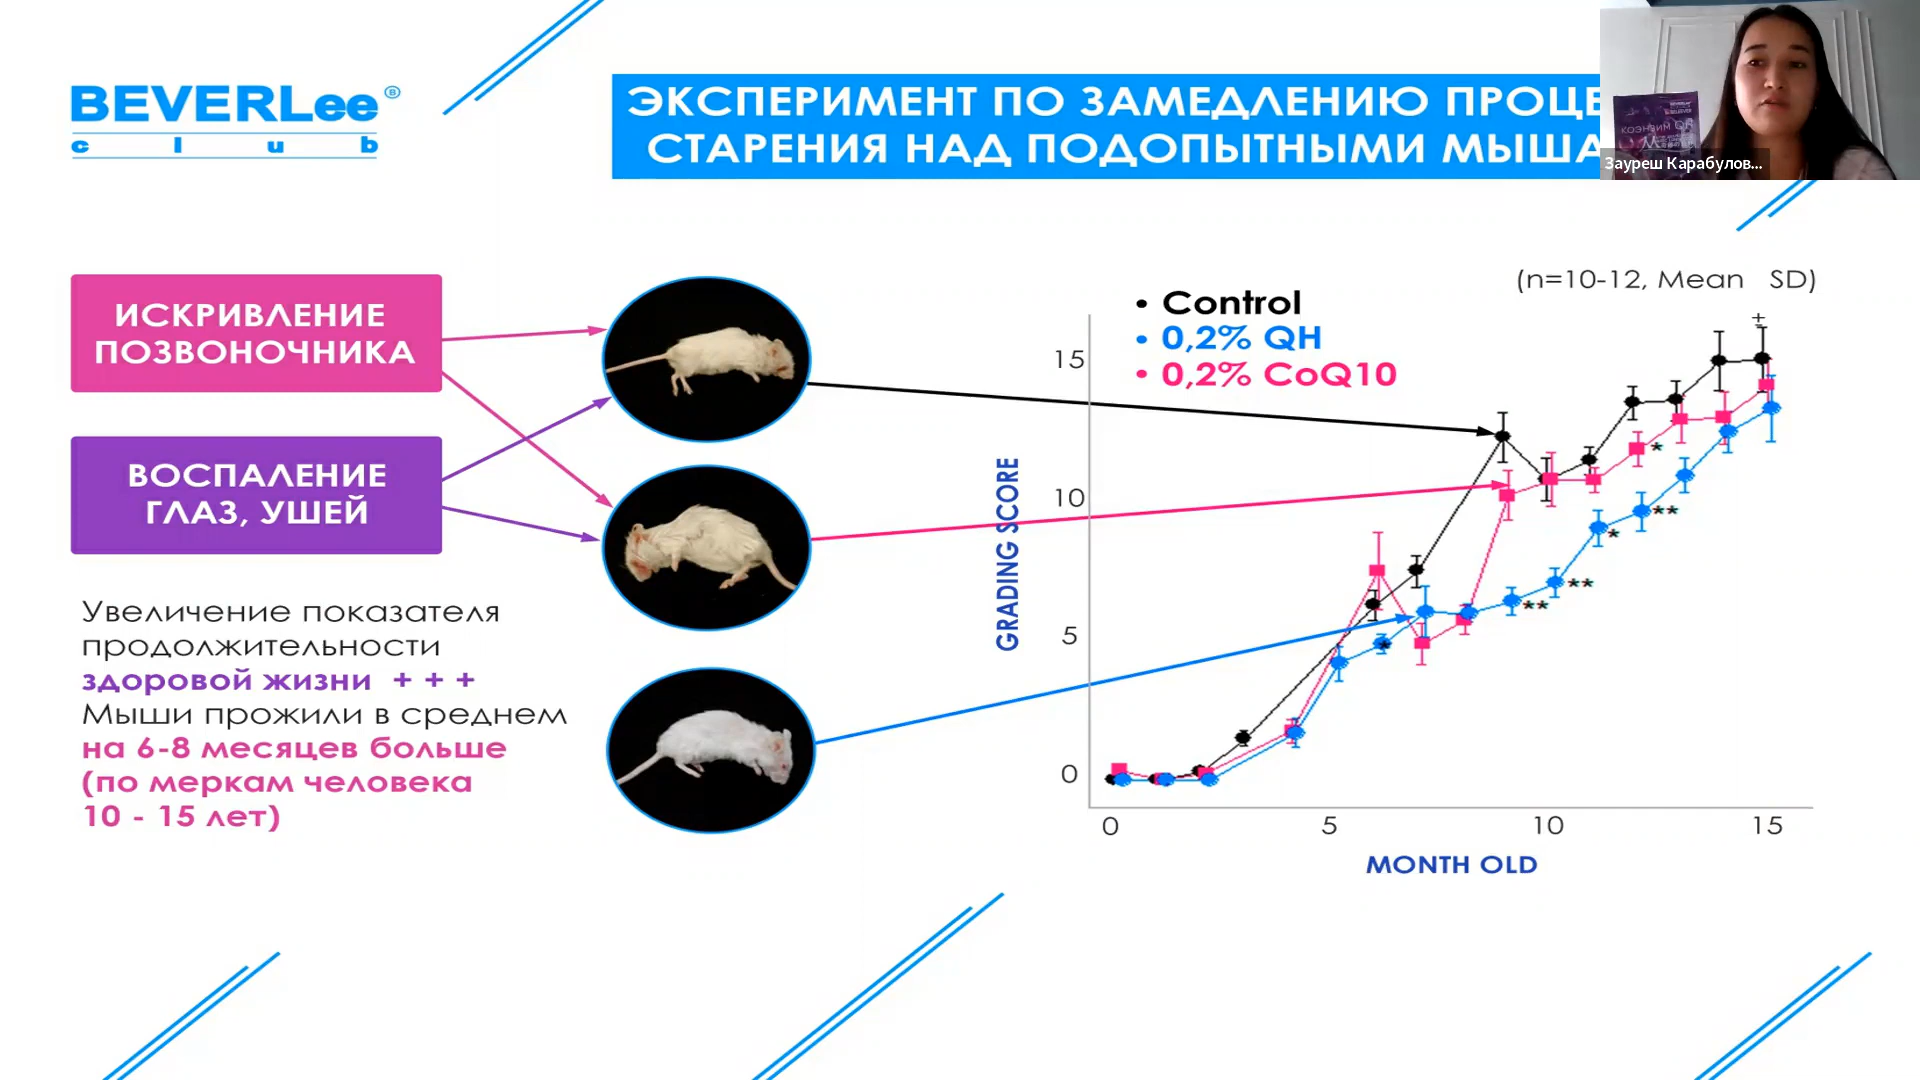 BEVERLee®
club
ЭКСПЕРИМЕНТ ПО ЗАМЕДЛЕНИЮ ПРОЦЕ
СТАРЕНИЯ НАД ПОДОПЫТНЫМИ МЫША
Зауреш Карабулов...
ИСКРИВЛЕНИЕ
ПОЗВОНОЧНИКА
ВОСПАЛЕНИЕ
ГЛАЗ, УШЕЙ
Увеличение показателя
продолжительности
здоровой жизни + + +
Мыши прожили в среднем
на 6-8 месяцев больше
(по меркам человека
10 - 15 лет)
(n=10-12, Mean SD)
±
• Control
• 0,2% QH
• 0,2% CoQ10
GRADING SCORE
15
10
5
0
*
*
**
*
**
**
0 5 10 15
MONTH OLD